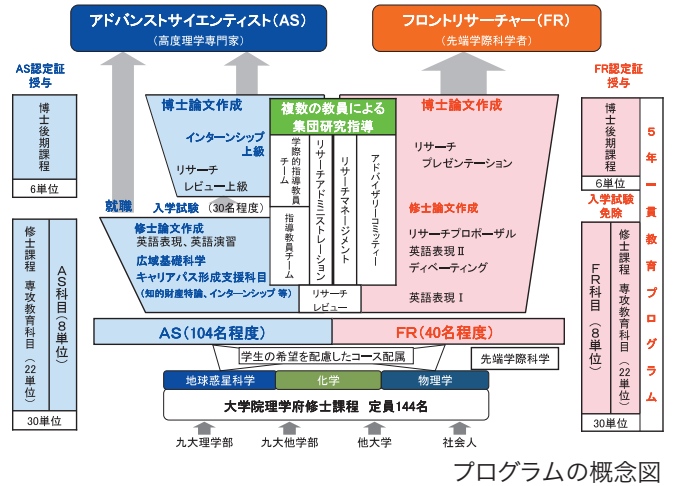 アドバンストサイエンティスト（AS）
（高度理学専門家）
フロントリサーチャー（FR）
（先端学際科学者）
AS認定証
授与
博士後期課程
6単位
修士課程 専攻教育科目（22単位）
AS科目（8単位）
30単位
就職
博士論文作成
インターンシップ
上級
リサーチ
レビュー上級
入学試験（30名程度）
修士論文作成
英語表現、英語演習
広域基礎科学
キャリアパス形成支援科目
（知的財産特論、インターンシップ 等）
複数の教員による
集団研究指導
学際的指導教員
チーム
指導教員チーム
リサーチアドミニストレーション
リサーチマネージメント
アドバイザリーコミッティー
リサーチ
レビュー
博士論文作成
リサーチ
プレゼンテーション
修士論文作成
リサーチプロポーザル
英語表現Ⅱ
ディベーティング
英語表現Ⅰ
FR認定証
授与
博士後期課程
6単位
入学試験
免除
FR科目（8単位）
修士課程 専攻教育科目（22単位）
30単位
5年一貫教育プログラム
AS（104名程度）
FR（40名程度）
学生の希望を配慮したコース配属
先端学際科学
地球惑星科学
化学
物理学
大学院理学府修士課程 定員144名
九大理学部
九大他学部
他大学
社会人
プログラムの概念図